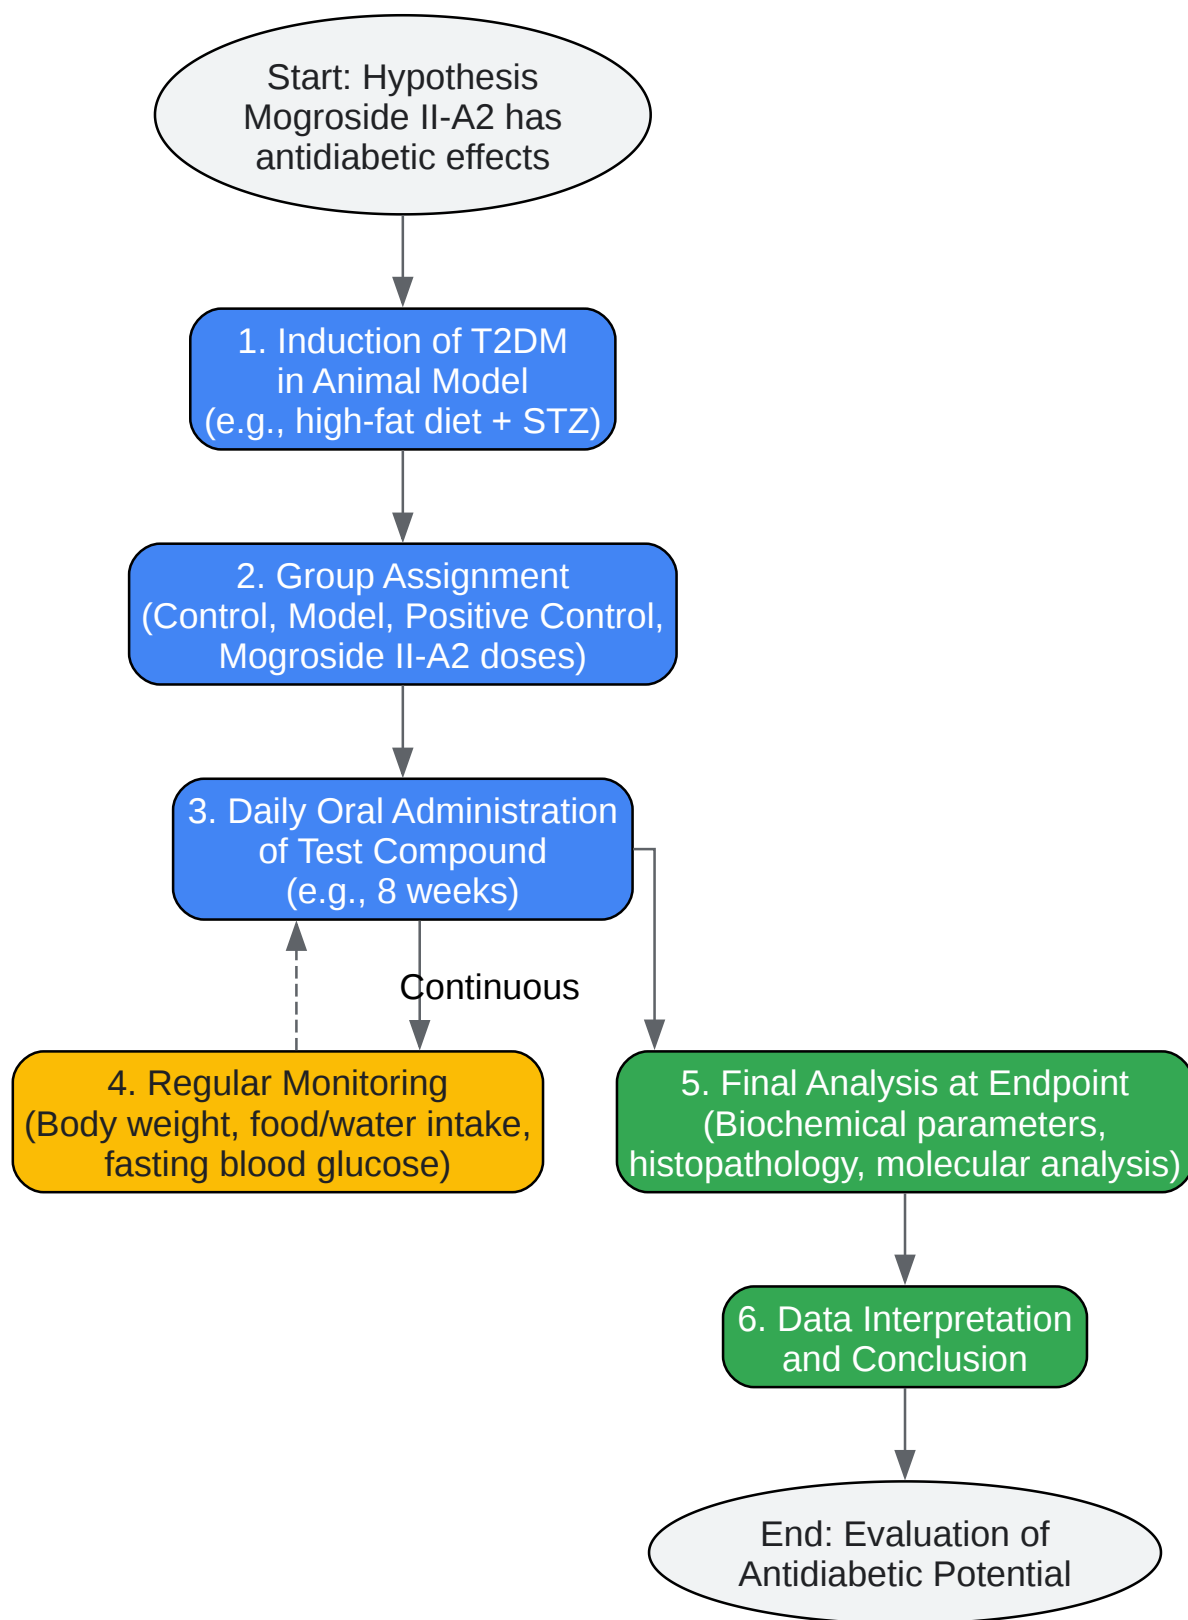 Start: Hypothesis
Mogroside II-A2 has
antidiabetic effects
1. Induction of T2DM
in Animal Model
(e.g., high-fat diet + STZ)
2. Group Assignment
(Control, Model, Positive Control,
Mogroside II-A2 doses)
3. Daily Oral Administration
of Test Compound
(e.g., 8 weeks)
Continuous
4. Regular Monitoring
(Body weight, food/water intake,
fasting blood glucose)
5. Final Analysis at Endpoint
(Biochemical parameters,
histopathology, molecular analysis)
6. Data Interpretation
and Conclusion
End: Evaluation of
Antidiabetic Potential